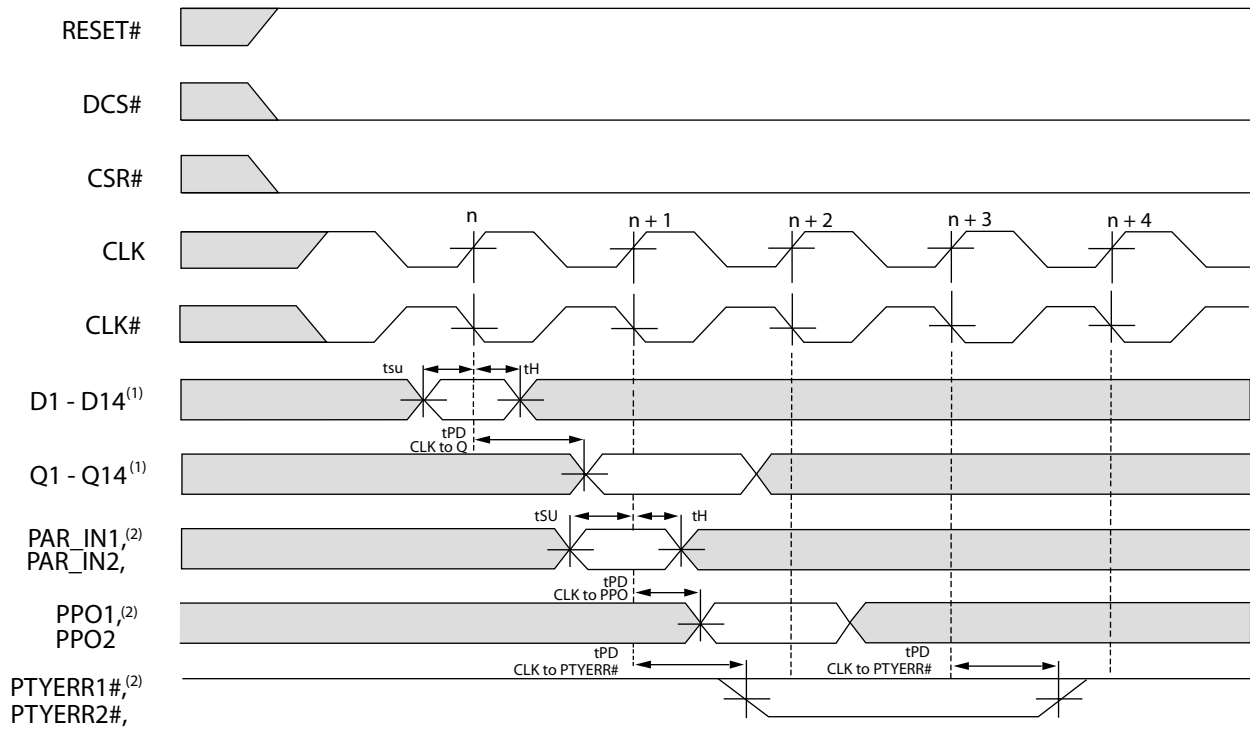 RESET#
DCS#
CSR#
n
n + 1
n + 2
n + 3
n + 4
CLK
CLK#
tsu
tH
D1 - D14(1)
tPD
CLK to Q
Q1 - Q14(1)
tSU
tH
PAR_IN1,(2)
PAR_IN2,
tPD
CLK to PPO
PPO1,(2)
PPO2
tPD
CLK to PTYERR#
tPD
CLK to PTYERR#
PTYERR1#,(2)
PTYERR2#,